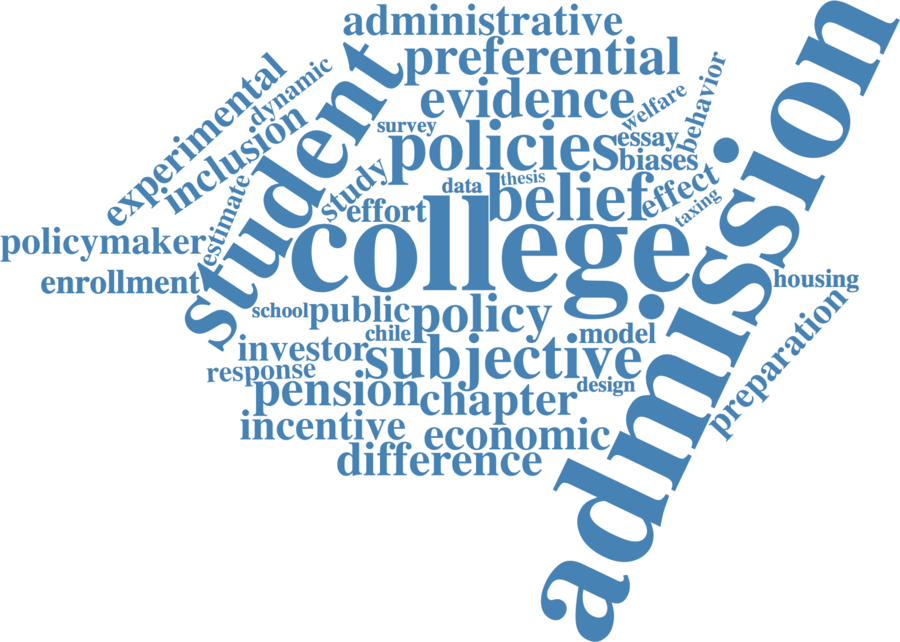 administrative
preferential
experimental
dynamic
student
evidence
welfare
behavior
admission
inclusion
survey
policies
essay
biases
study
data
thesis
belief
effect
taxing
estimate
effort
college
policymaker
enrollment
housing
school
public
policy
chile
model
preparation
investor
subjective
response
pension
design
chapter
incentive
economic
difference